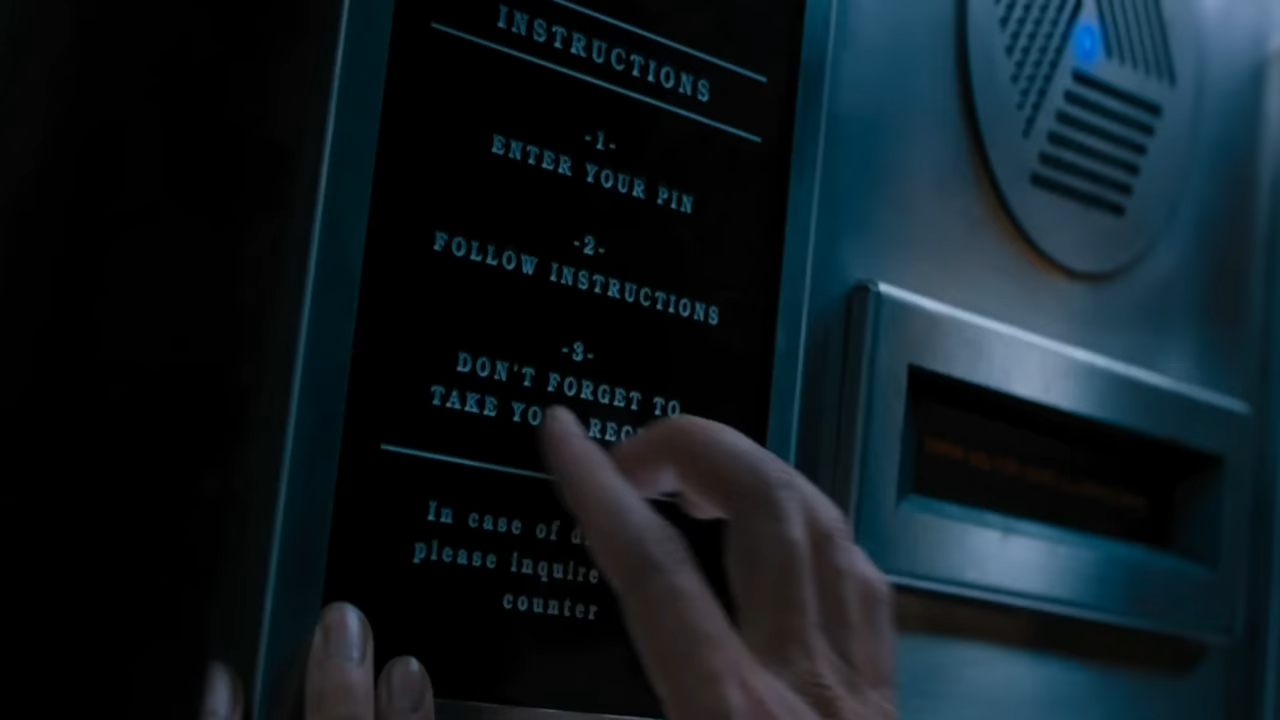 INSTRUCTIONS
-1-
ENTER YOUR PIN
-2-
FOLLOW INSTRUCTIONS
-3-
DON'T FORGET TO
TAKE
In case of
please inquire
counter